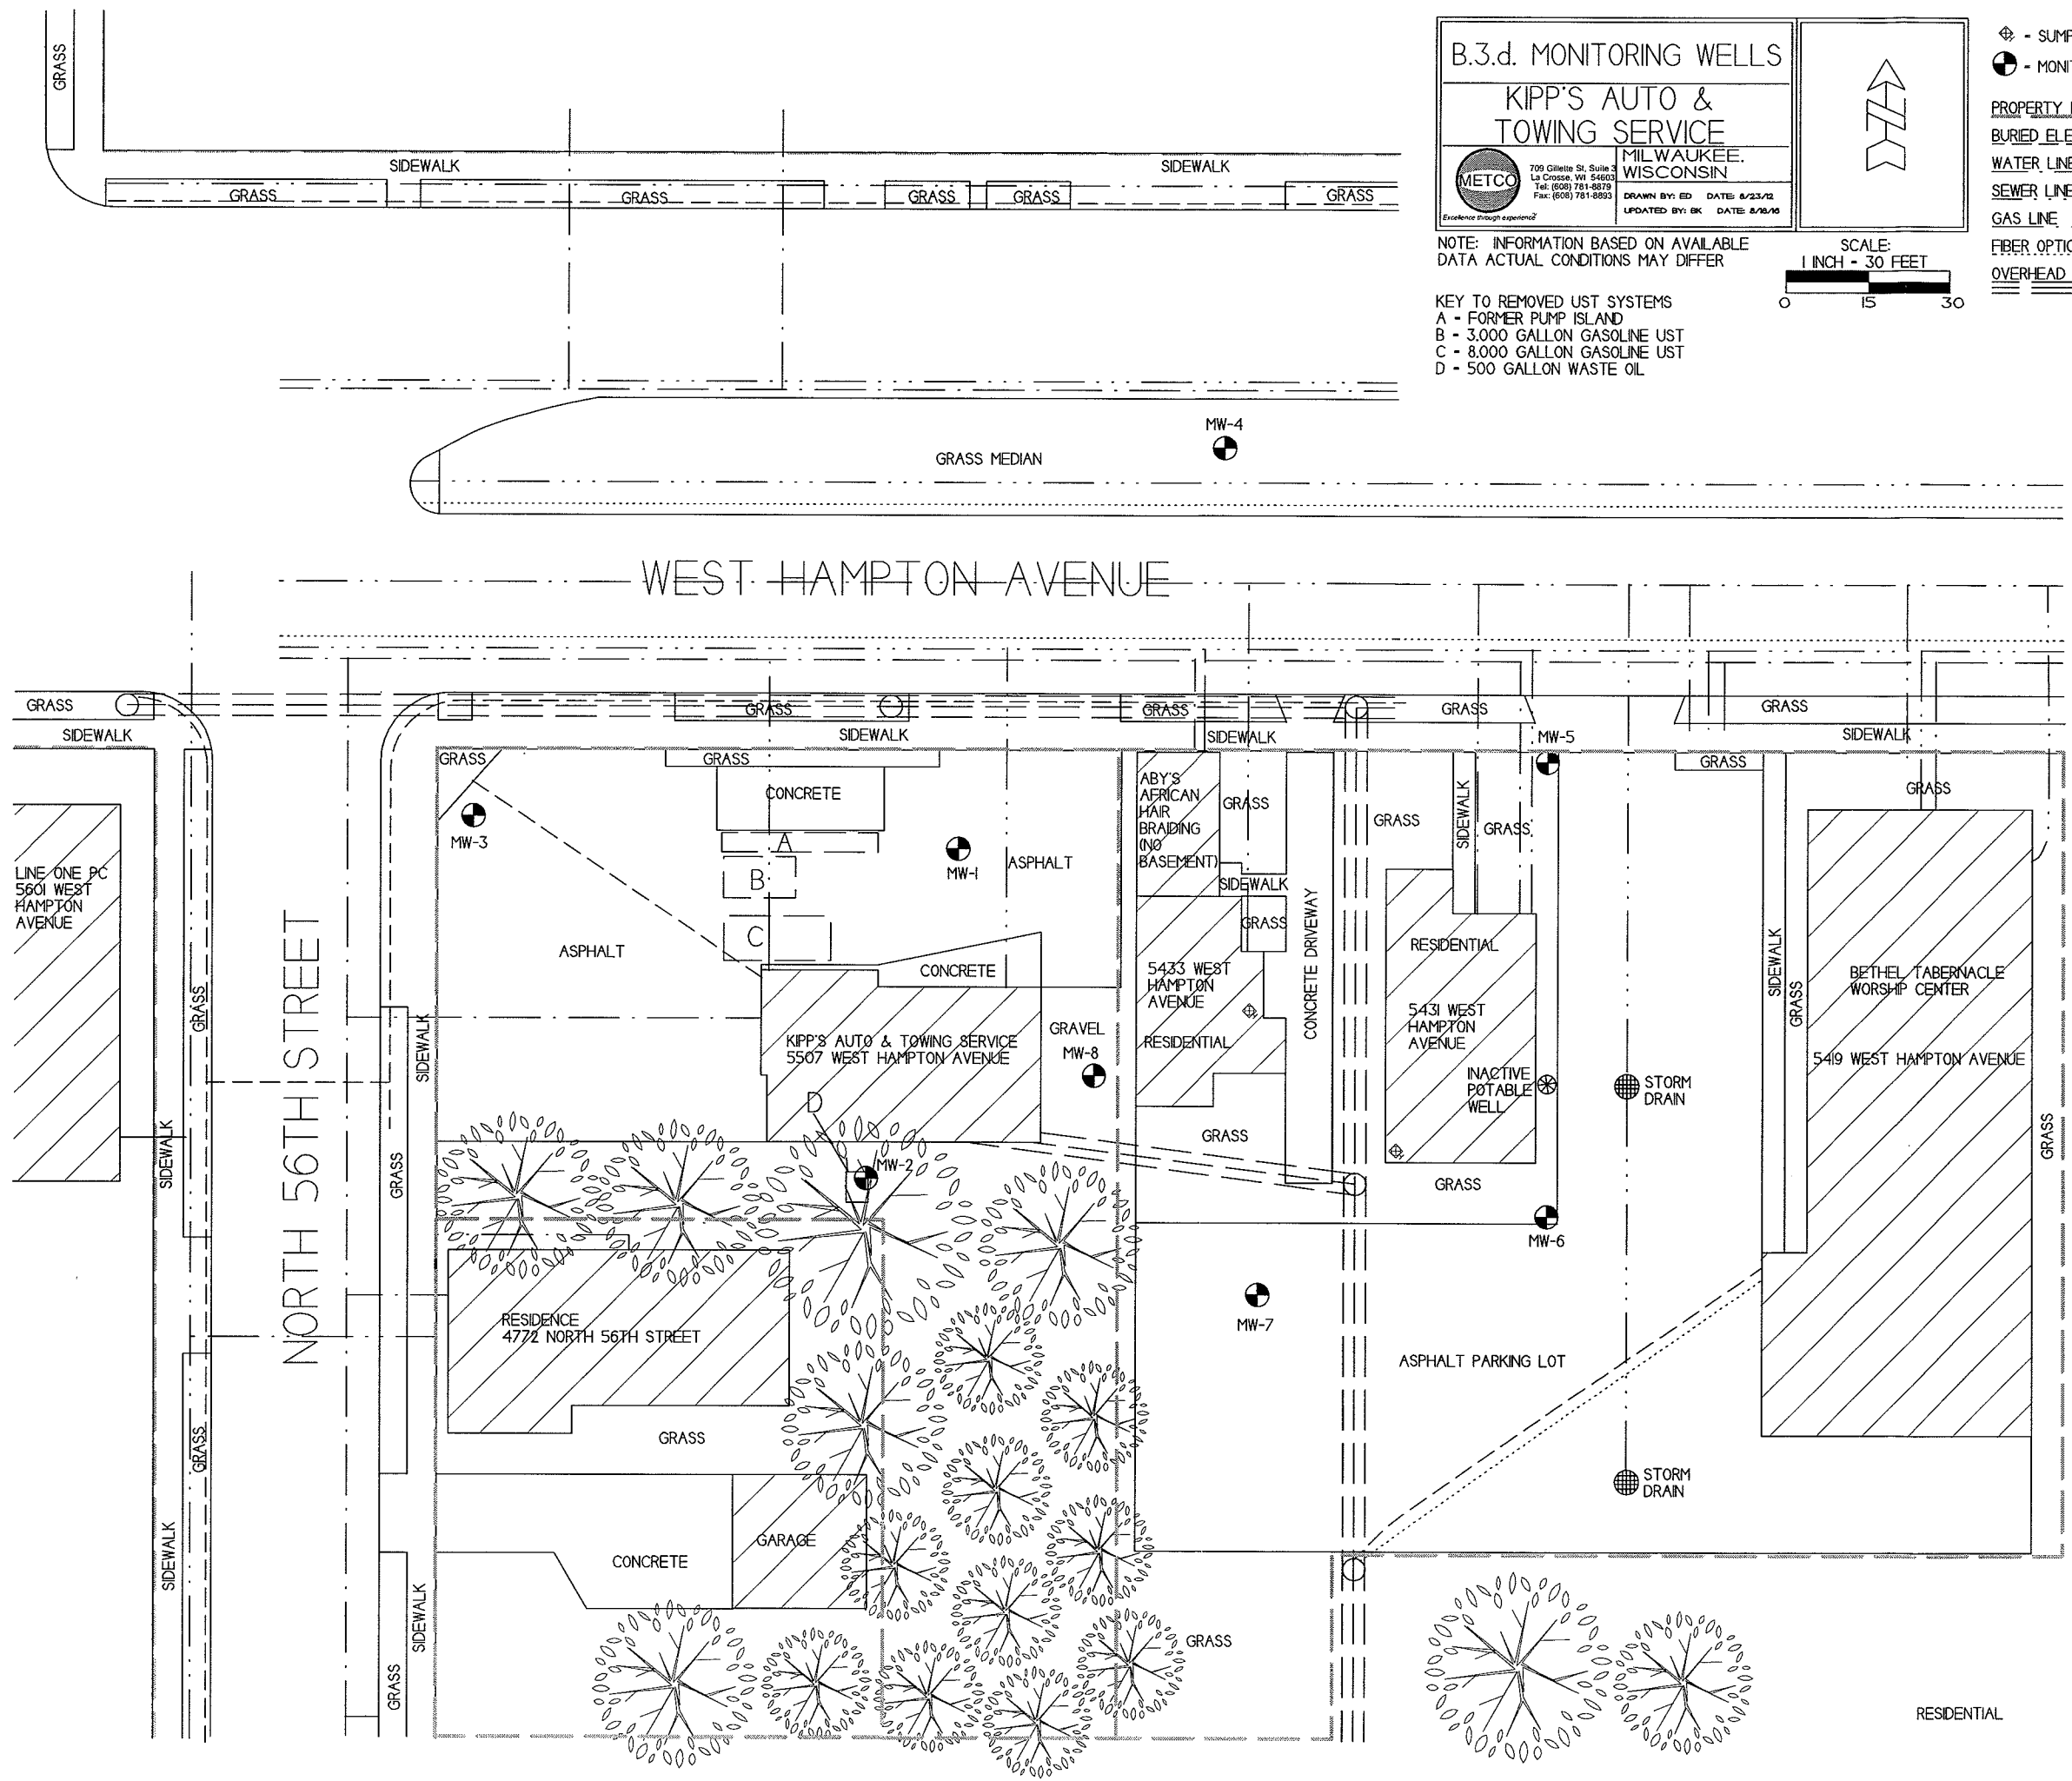 GRASS
B.3.d. MONITORING WELLS
KIPP'S AUTO &
TOWING SERVICE
METCO
Excellence through experience
709 Gillette St, Suite 3
La Crosse, WI 54603
Tel: (608) 781-8879
Fax: (608) 781-8893
MILWAUKEE,
WISCONSIN
DRAWN BY: ED DATE: 8/23/12
UPDATED BY: BK DATE: 8/18/16
N
- SUMP
- MONI
PROPERTY
BURIED ELE
WATER LINE
SEWER LINE
GAS LINE
FIBER OPTIC
OVERHEAD
NOTE: INFORMATION BASED ON AVAILABLE
DATA ACTUAL CONDITIONS MAY DIFFER
SCALE:
1 INCH - 30 FEET
0 15 30
KEY TO REMOVED UST SYSTEMS
A - FORMER PUMP ISLAND
B - 3,000 GALLON GASOLINE UST
C - 8,000 GALLON GASOLINE UST
D - 500 GALLON WASTE OIL
SIDEWALK
SIDEWALK
GRASS
GRASS
GRASS
GRASS
GRASS
MW-4
GRASS MEDIAN
WEST HAMPTON AVENUE
GRASS
GRASS
GRASS
GRASS
GRASS
SIDEWALK
SIDEWALK
SIDEWALK
SIDEWALK
MW-5
GRASS
GRASS
GRASS
GRASS
CONCRETE
ABY'S
AFRICAN
HAIR
BRAIDING
(NO
BASEMENT)
GRASS
GRASS
SIDEWALK
GRASS
MW-3
A
B
C
MW-1
ASPHALT
ASPHALT
SIDEWALK
GRASS
CONCRETE DRIVEWAY
LINE ONE PC
5601 WEST
HAMPTON
AVENUE
NORTH 56TH STREET
GRASS
SIDEWALK
CONCRETE
KIPP'S AUTO & TOWING SERVICE
5507 WEST HAMPTON AVENUE
GRAVEL
MW-8
5433 WEST
HAMPTON
AVENUE
RESIDENTIAL
RESIDENTIAL
5431 WEST
HAMPTON
AVENUE
INACTIVE
POTABLE
WELL
STORM
DRAIN
SIDEWALK
GRASS
BETHEL TABERNACLE
WORSHIP CENTER
5419 WEST HAMPTON AVENUE
GRASS
SIDEWALK
GRASS
D
MW-2
GRASS
GRASS
MW-6
MW-7
RESIDENCE
4772 NORTH 56TH STREET
ASPHALT PARKING LOT
GRASS
GRASS
STORM
DRAIN
SIDEWALK
CONCRETE
GARAGE
SIDEWALK
GRASS
GRASS
RESIDENTIAL